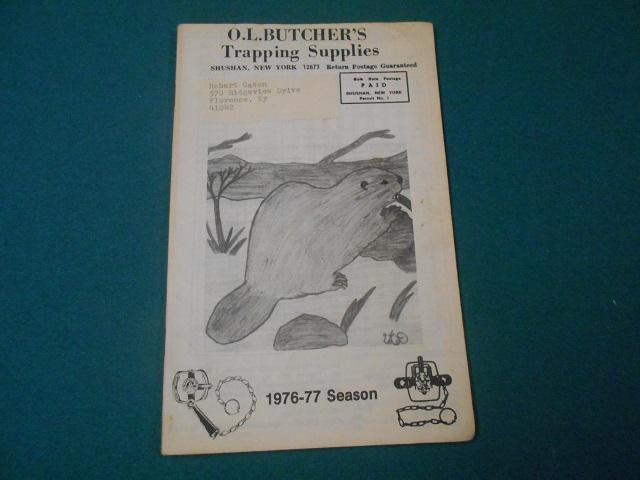 O.L.BUTCHER'S
Trapping Supplies
SHUSHAN, NEW YORK 12873 Return Postage Guaranteed
Bulk Rate Postage
PAID
SHUSHAN, NEW YORK
Permit No. 1
Robert Cason
570 Ridgeview Drive
Florence, Ky
41042
1976-77 Season